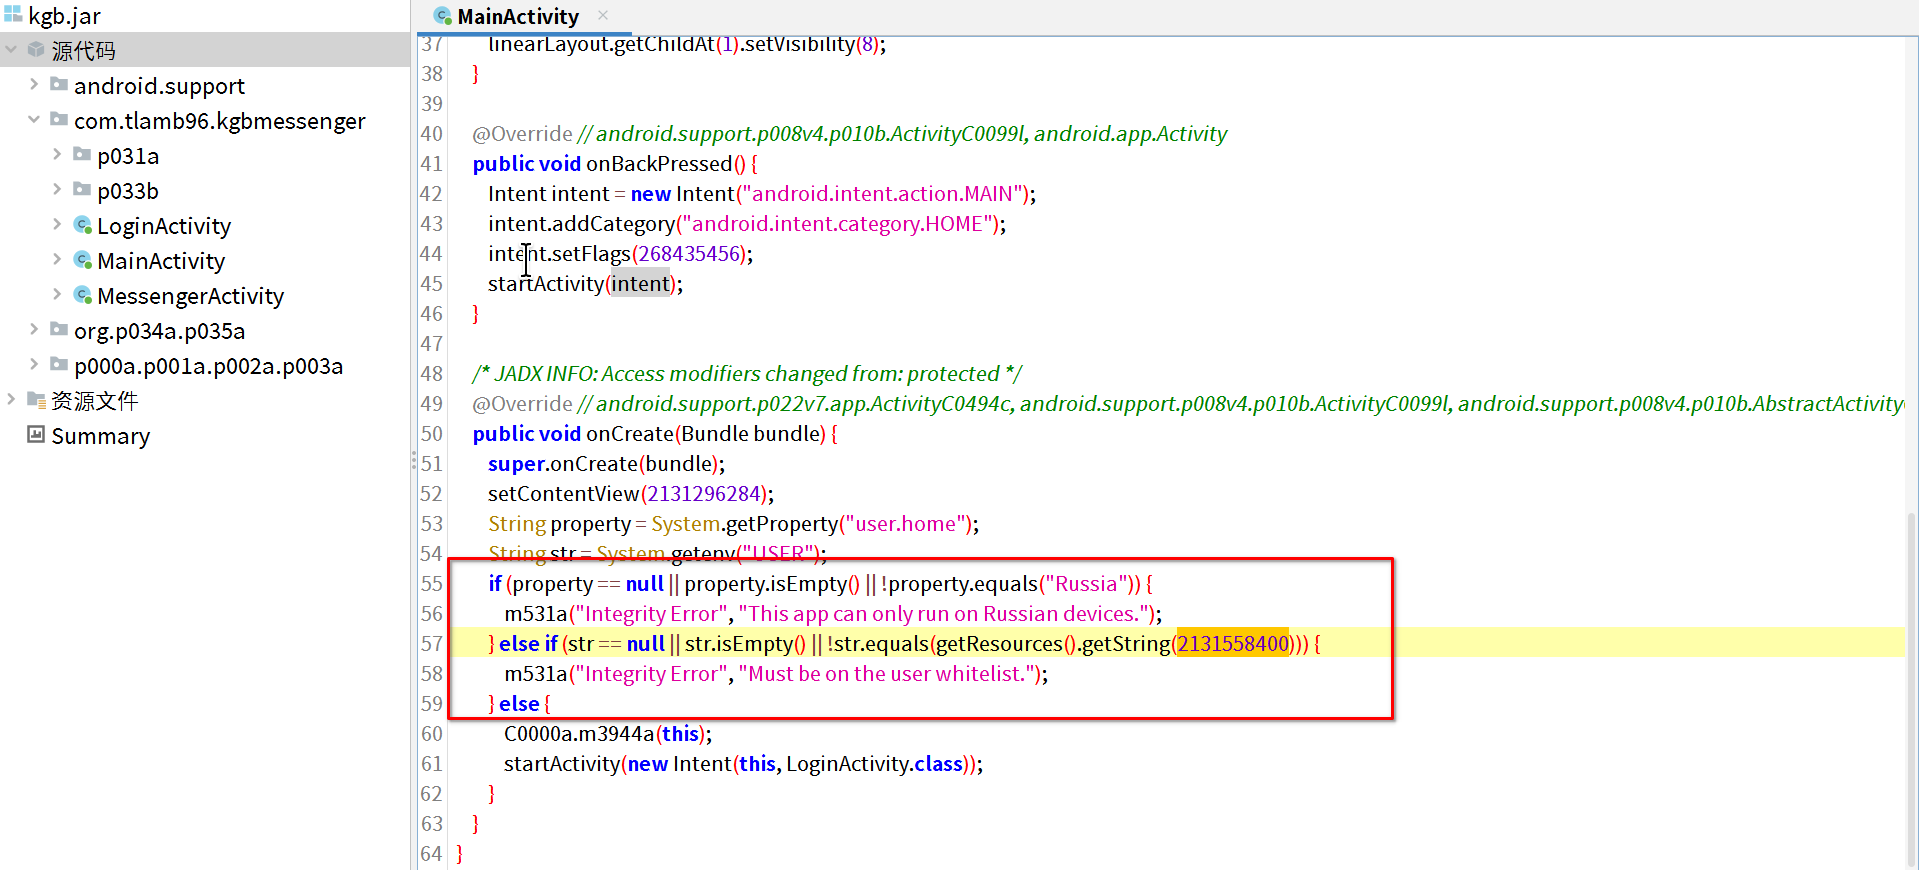 kgb.jar
源代码
android.support
com.tlamb96.kgbmessenger
p031a
p033b
LoginActivity
MainActivity
MessengerActivity
org.p034a.p035a
p000a.p001a.p002a.p003a
资源文件
Summary
MainActivity
37 linearLayout.getChildAt(1).setVisibility(8);
38 }
39
40 @Override // android.support.p008v4.p010b.ActivityC0099l, android.app.Activity
41 public void onBackPressed() {
42 Intent intent = new Intent("android.intent.action.MAIN");
43 intent.addCategory("android.intent.category.HOME");
44 intent.setFlags(268435456);
45 startActivity(intent);
46 }
47
48 /* JADX INFO: Access modifiers changed from: protected */
49 @Override // android.support.p022v7.app.ActivityC0494c, android.support.p008v4.p010b.ActivityC0099l, android.support.p008v4.p010b.AbstractActivity
50 public void onCreate(Bundle bundle) {
51 super.onCreate(bundle);
52 setContentView(2131296284);
53 String property = System.getProperty("user.home");
54 String str = System.getenv("USER");
55 if (property == null || property.isEmpty() || !property.equals("Russia")) {
56 m531a("Integrity Error", "This app can only run on Russian devices.");
57 } else if (str == null || str.isEmpty() || !str.equals(getResources().getString(2131558400))) {
58 m531a("Integrity Error", "Must be on the user whitelist.");
59 } else {
60 C0000a.m3944a(this);
61 startActivity(new Intent(this, LoginActivity.class));
62 }
63 }
64 }